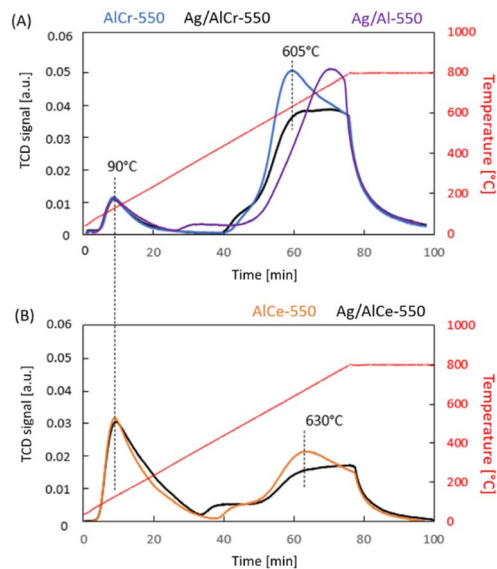 (A)
AlCr-550 Ag/AlCr-550 Ag/Al-550
0.06
0.05
0.04
0.03
0.02
0.01
0
TCD signal [a.u.]
90°C
605°C
1000
800
600
400
200
0
Temperature [°C]
0 20 40 60 80 100
Time [min]
(B)
AlCe-550 Ag/AlCe-550
0.06
0.05
0.04
0.03
0.02
0.01
0
TCD signal [a.u.]
630°C
1000
800
600
400
200
0
Temperature [°C]
0 20 40 60 80 100
Time [min]